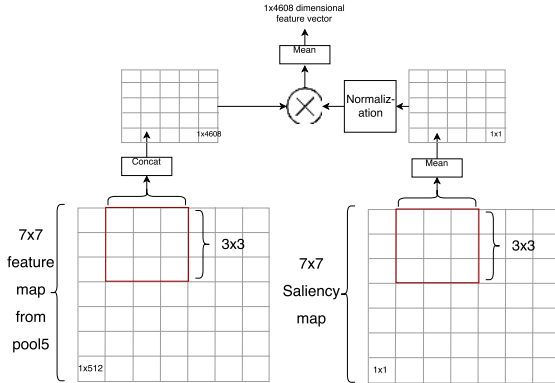 1x4608 dimensional
feature vector
Mean
Normaliz-
ation
1x4608
1x1
Concat
Mean
7x7
feature
map
from
pool5
3x3
1x512
7x7
Saliency
map
3x3
1x1